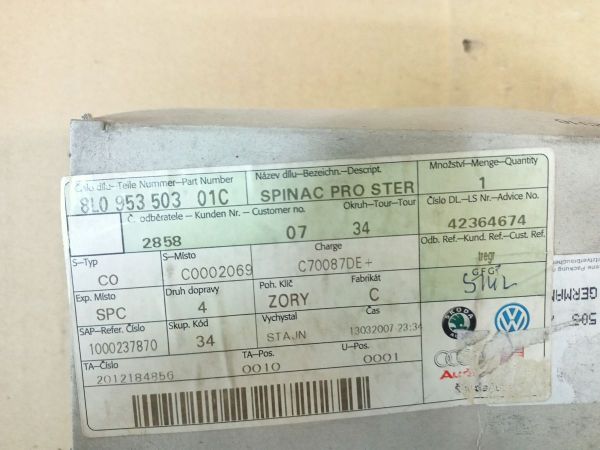 Číslo dílu–Teile Nummer–Part Number
8L0 953 503 01C
Název dílu–Bezeichn.–Descript.
SPINAC PRO STER
Množství–Menge–Quantity
1
Č. odběratele – Kunden Nr. – Customer no.
2858 07
Okruh–Tour–Tour
34
Číslo DL–LS Nr.–Advice No.
42364674
S–Typ
CO
S–Místo
C0002069
Charge
C70087DE+
Odb. Ref.–Kund. Ref.–Cust. Ref.
tregr
Exp. Místo
SPC
Druh dopravy
4
Poh. Klíč
ZORY
Fabrikát
C
SAP–Refer. Číslo
1000237870
Skup. Kód
34
Vychystal
STAJN
Čas
13032007 23:34
TA–Číslo
2012184856
TA–Pos.
0010
U–Pos.
0001
SKODA
Audi
GERMAN